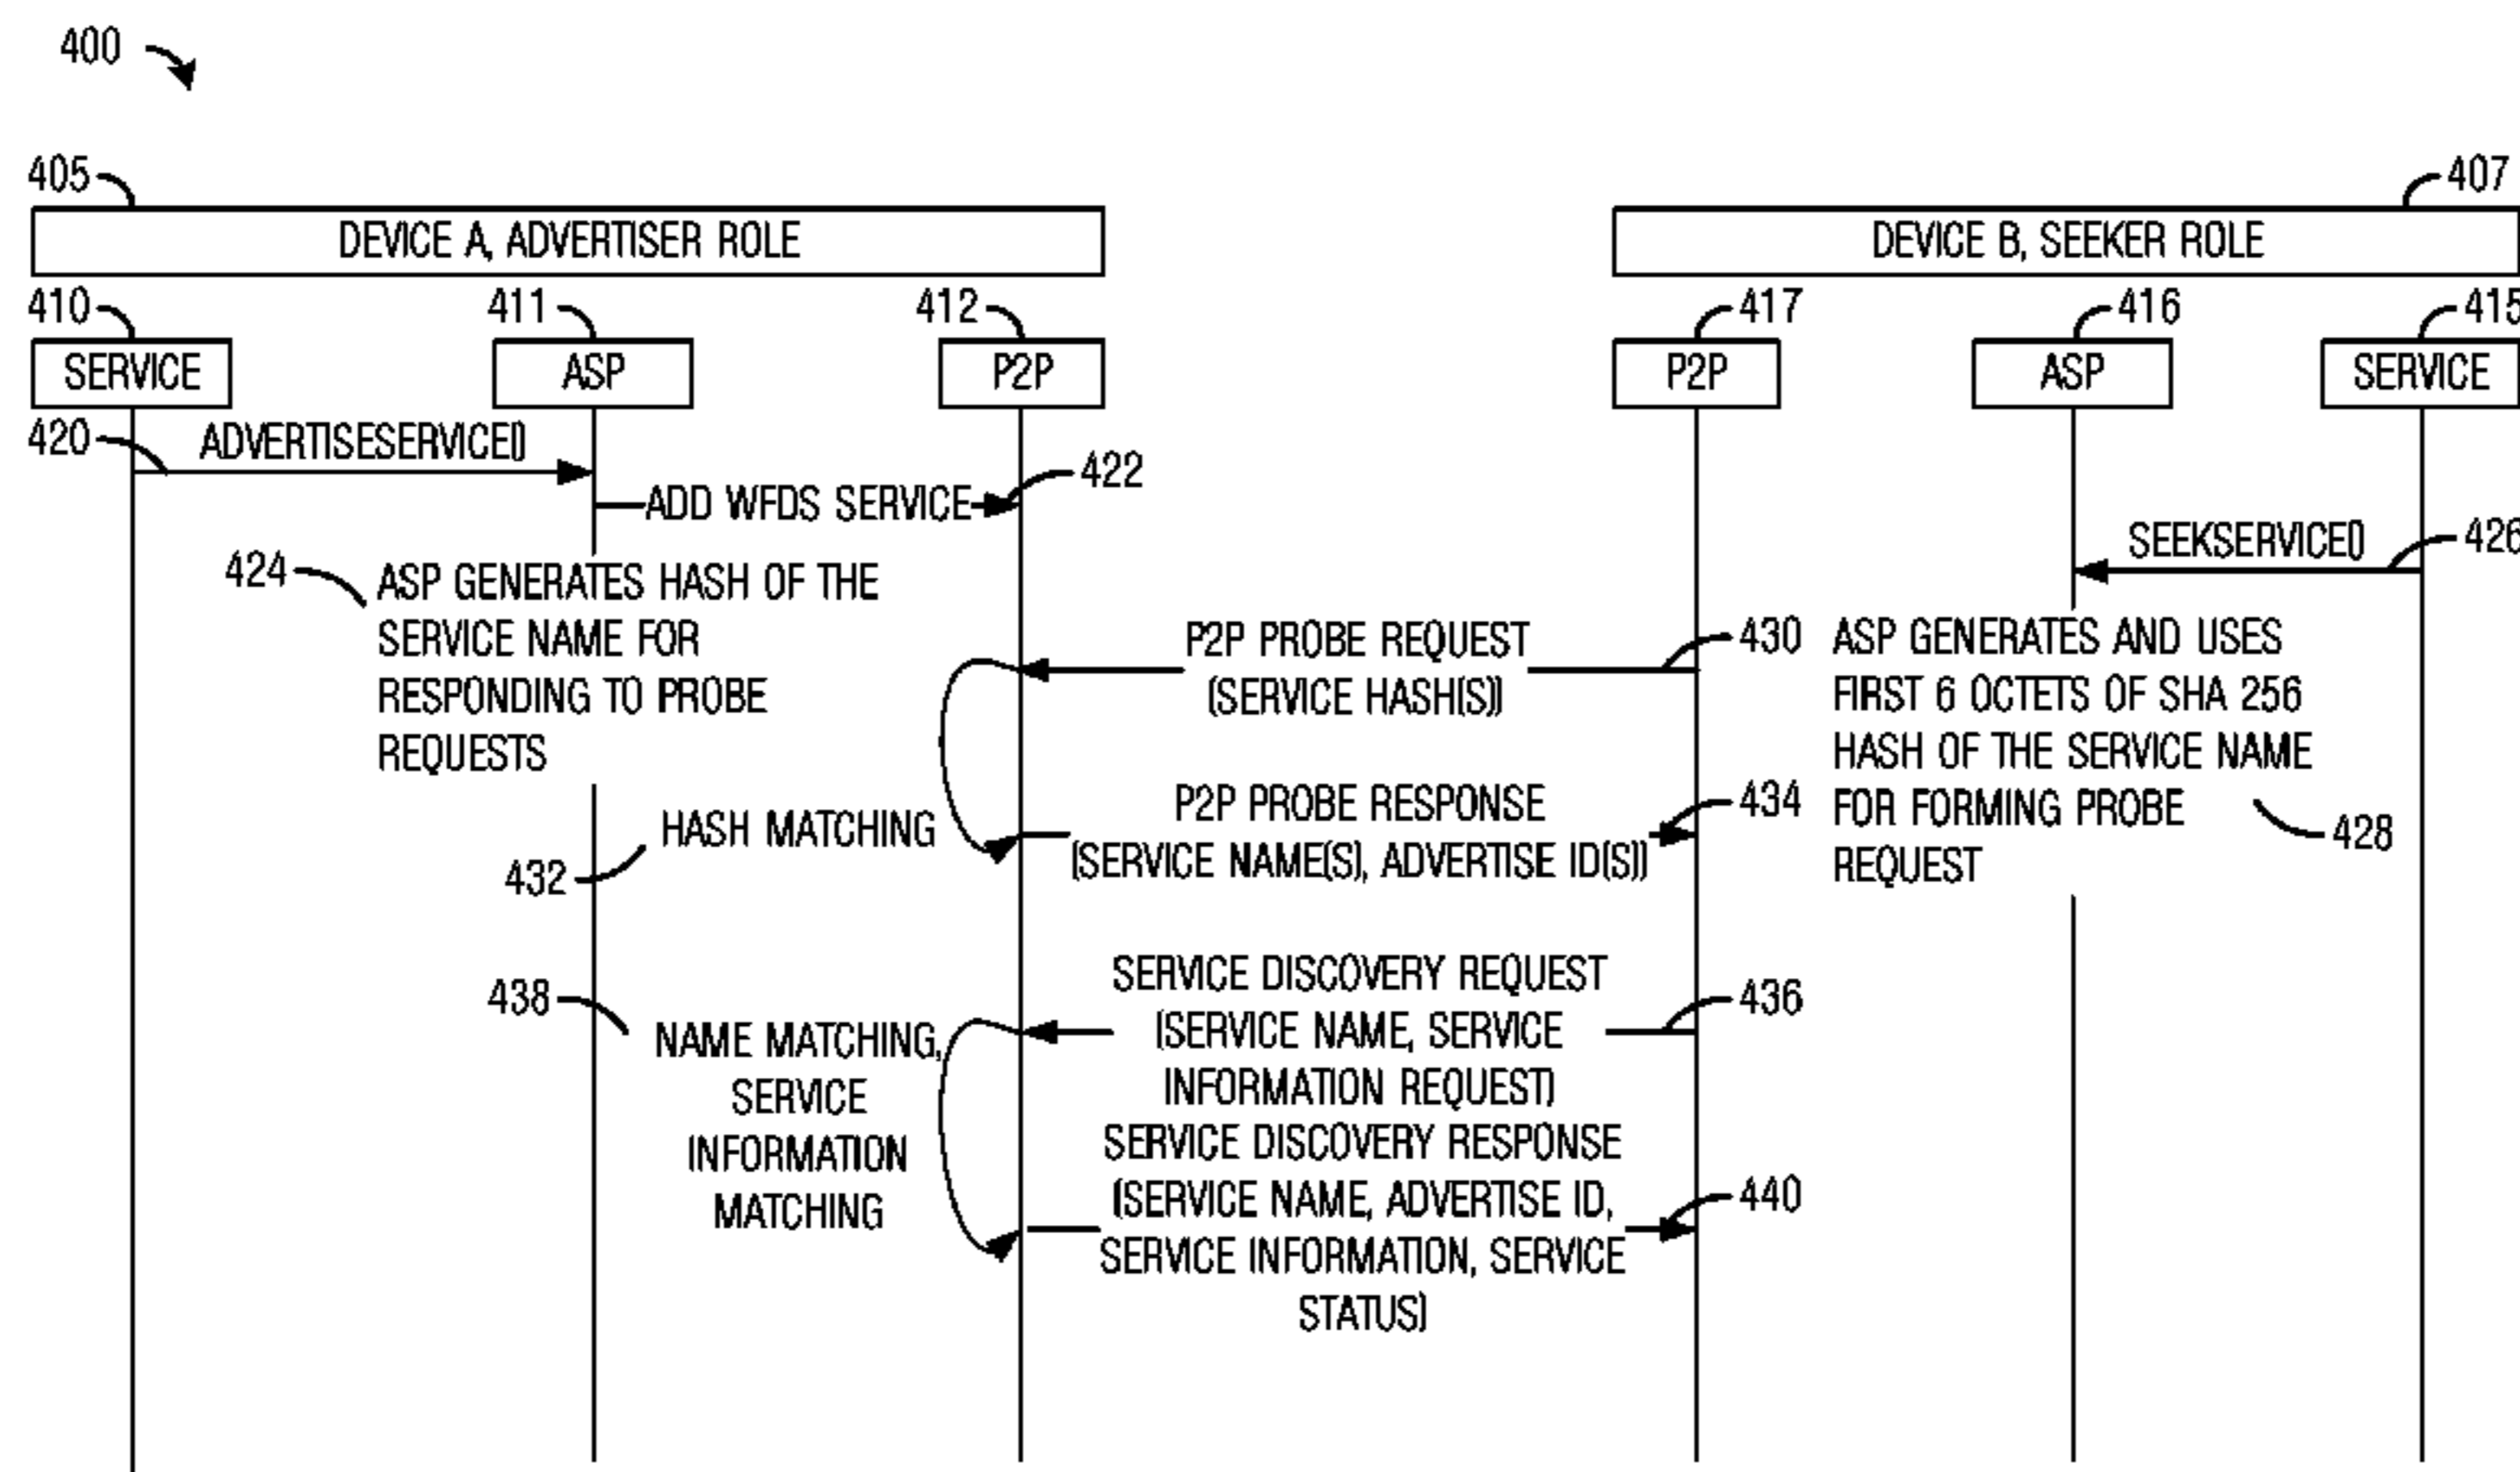 400
405
407
DEVICE A, ADVERTISER ROLE
DEVICE B, SEEKER ROLE
410
411
412
417
416
415
SERVICE
ASP
P2P
P2P
ASP
SERVICE
420
ADVERTISESERVICE()
422
ADD WFDS SERVICE
SEEKSERVICE()
426
424
ASP GENERATES HASH OF THE
SERVICE NAME FOR
RESPONDING TO PROBE
REQUESTS
P2P PROBE REQUEST
(SERVICE HASH(S))
430
ASP GENERATES AND USES
FIRST 6 OCTETS OF SHA 256
HASH OF THE SERVICE NAME
FOR FORMING PROBE
REQUEST
428
HASH MATCHING
432
P2P PROBE RESPONSE
(SERVICE NAME(S), ADVERTISE ID(S))
434
438
NAME MATCHING,
SERVICE
INFORMATION
MATCHING
SERVICE DISCOVERY REQUEST
(SERVICE NAME, SERVICE
INFORMATION REQUEST)
436
SERVICE DISCOVERY RESPONSE
(SERVICE NAME, ADVERTISE ID,
SERVICE INFORMATION, SERVICE
STATUS)
440